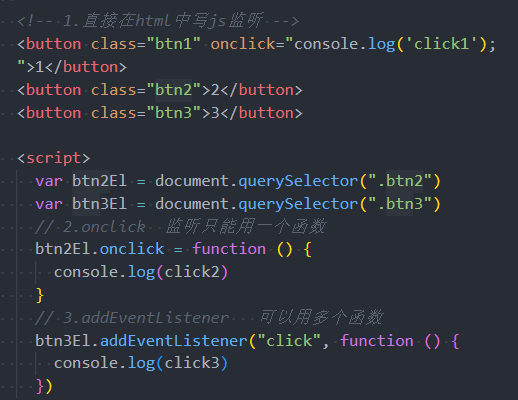 <!-- 1.直接在html中写js监听 -->
<button class="btn1" onclick="console.log('click1');
">1</button>
<button class="btn2">2</button>
<button class="btn3">3</button>
<script>
var btn2El = document.querySelector(".btn2")
var btn3El = document.querySelector(".btn3")
// 2.onclick 监听只能用一个函数
btn2El.onclick = function () {
console.log(click2)
}
// 3.addEventListener 可以用多个函数
btn3El.addEventListener("click", function () {
console.log(click3)
})